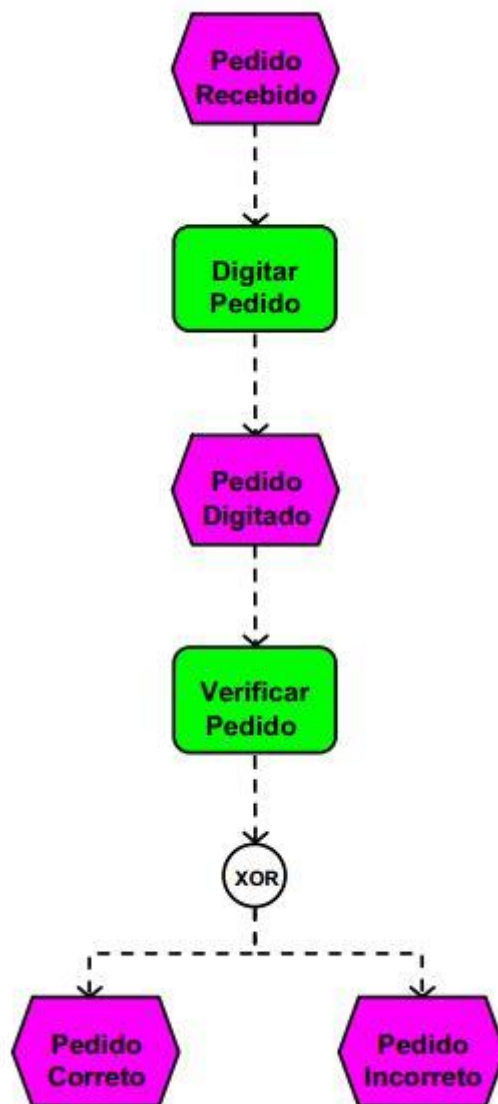 Pedido
Recebido
Digitar
Pedido
Pedido
Digitado
Verificar
Pedido
XOR
Pedido
Correto
Pedido
Incorreto